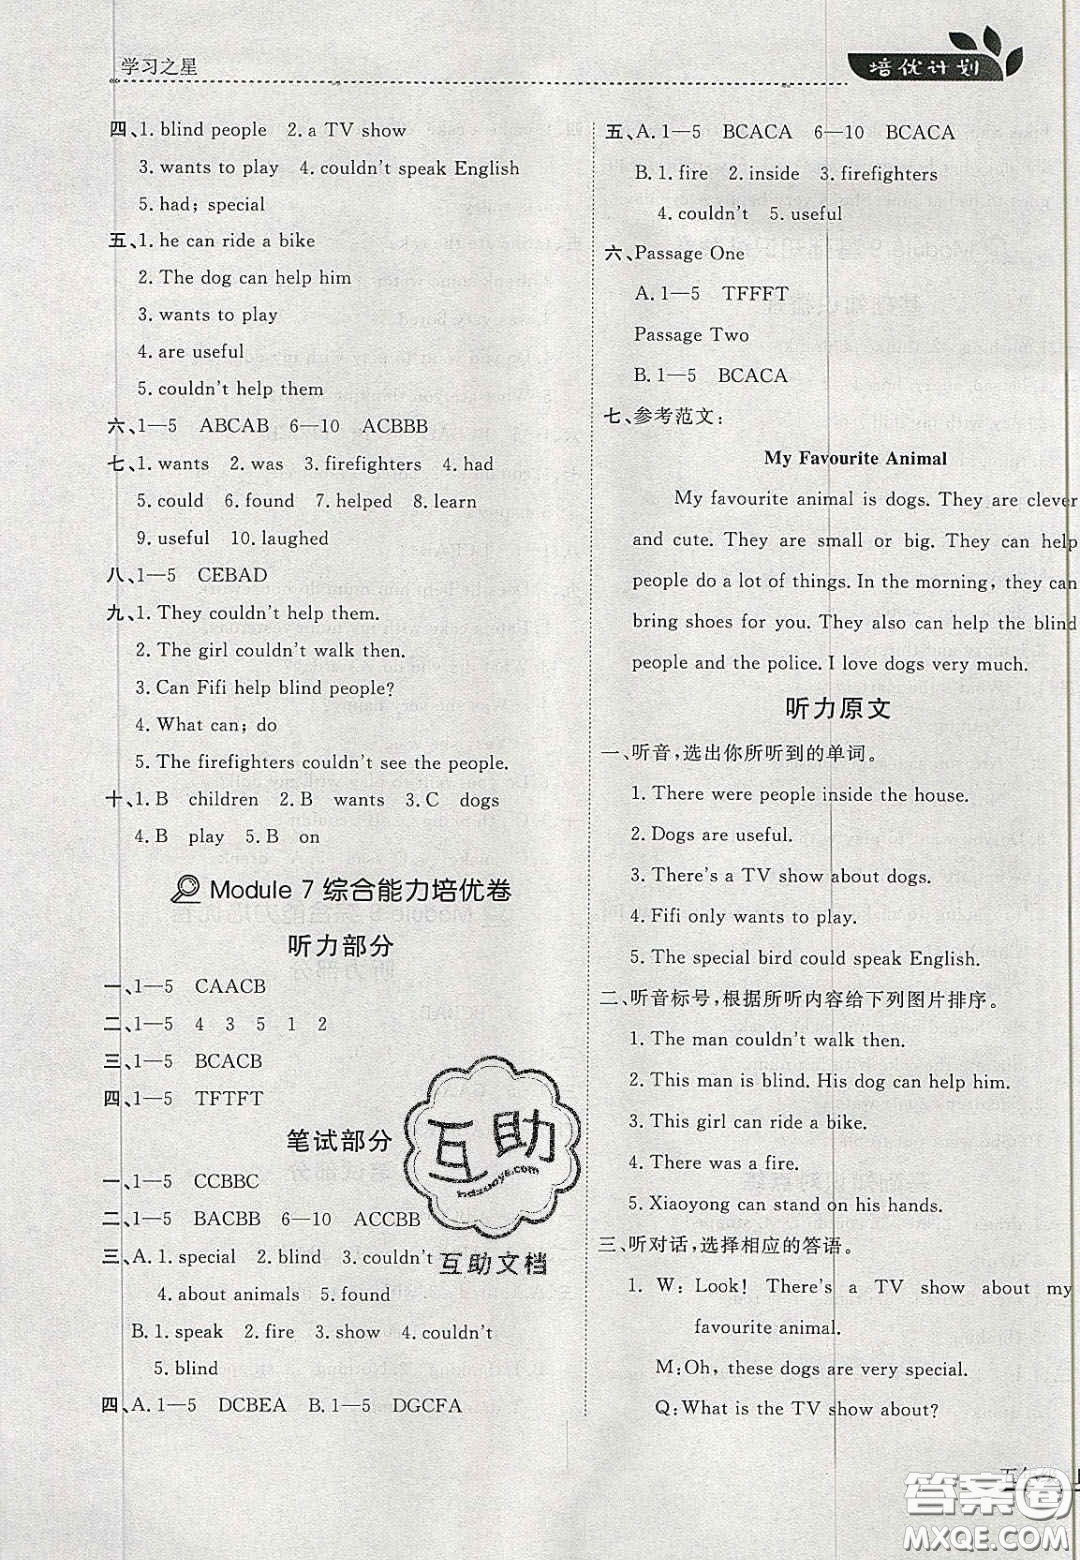 学习之星
培优计划
四、1. blind people 2. a TV show
3. wants to play 4. couldn't speak English
5. had; special
五、1. he can ride a bike
2. The dog can help him
3. wants to play
4. are useful
5. couldn't help them
六、1—5 ABCAB 6—10 ACBBB
七、1. wants 2. was 3. firefighters 4. had
5. could 6. found 7. helped 8. learn
9. useful 10. laughed
八、1—5 CEBAD
九、1. They couldn't help them.
2. The girl couldn't walk then.
3. Can Fifi help blind people?
4. What can; do
5. The firefighters couldn't see the people.
十、1. B children 2. B wants 3. C dogs
4. B play 5. B on
Module 7 综合能力培优卷
听力部分
一、1—5 CAACB
二、1—5 4 3 5 1 2
三、1—5 BCACB
四、1—5 TFTFT
笔试部分
一、1—5 CCBBC
二、1—5 BACBB 6—10 ACCBB
三、A. 1. special 2. blind 3. couldn't
4. about animals 5. found
B. 1. speak 2. fire 3. show 4. couldn't
5. blind
四、A. 1—5 DCBEA B. 1—5 DGCFA
五、A. 1—5 BCACA 6—10 BCACA
B. 1. fire 2. inside 3. firefighters
4. couldn't 5. useful
六、Passage One
A. 1—5 TFFFT
Passage Two
B. 1—5 BCACA
七、参考范文:
My Favourite Animal
My favourite animal is dogs. They are clever
and cute. They are small or big. They can help
people do a lot of things. In the morning, they can
bring shoes for you. They also can help the blind
people and the police. I love dogs very much.
听力原文
一、听音,选出你所听到的单词。
1. There were people inside the house.
2. Dogs are useful.
3. There's a TV show about dogs.
4. Fifi only wants to play.
5. The special bird could speak English.
二、听音标号,根据所听内容给下列图片排序。
1. The man couldn't walk then.
2. This man is blind. His dog can help him.
3. This girl can ride a bike.
4. There was a fire.
5. Xiaoyong can stand on his hands.
三、听对话,选择相应的答语。
1. W: Look! There's a TV show about my
favourite animal.
M: Oh, these dogs are very special.
Q: What is the TV show about?
互助
hdzuoye.com
互助文档
答案圈
MXQE.COM